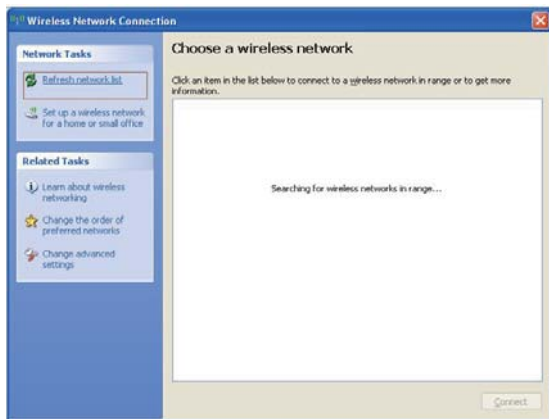 Wireless Network Connection
Network Tasks
Refresh network list
Set up a wireless network
for a home or small office
Related Tasks
Learn about wireless
networking
Change the order of
preferred networks
Change advanced
settings
Choose a wireless network
Click an item in the list below to connect to a wireless network in range or to get more
information.
Searching for wireless networks in range...
Connect